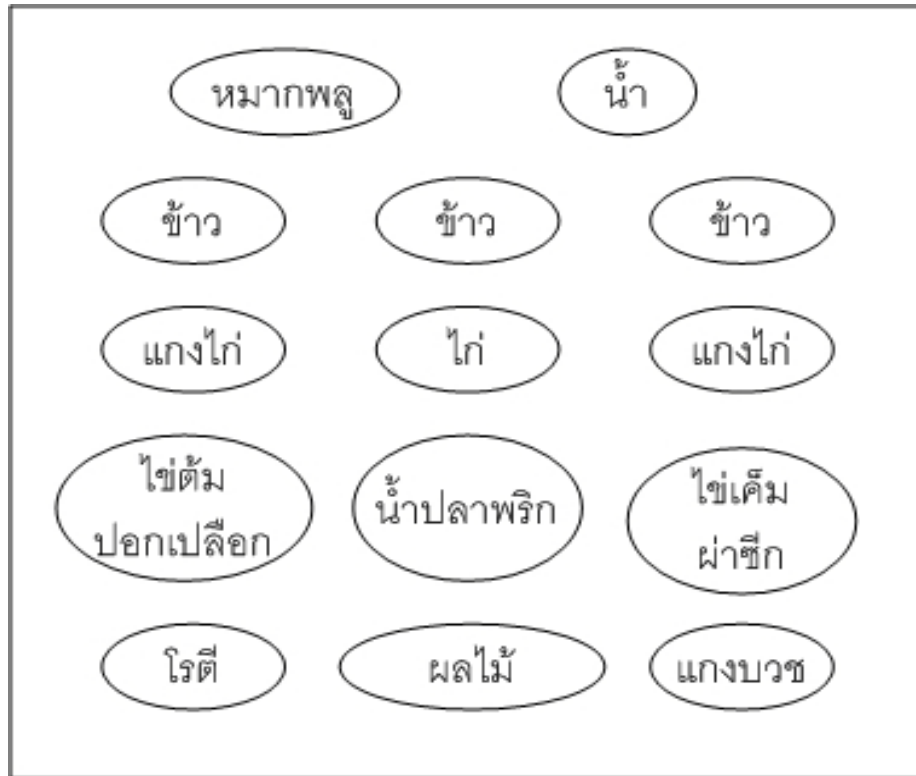 หมากพลู น้ำ
ข้าว ข้าว ข้าว
แกงไก่ ไก่ แกงไก่
ไข่ต้ม
ปอกเปลือก
น้ำปลาพริก
ไข่เค็ม
ผ่าซีก
โรตี ผลไม้ แกงบวช